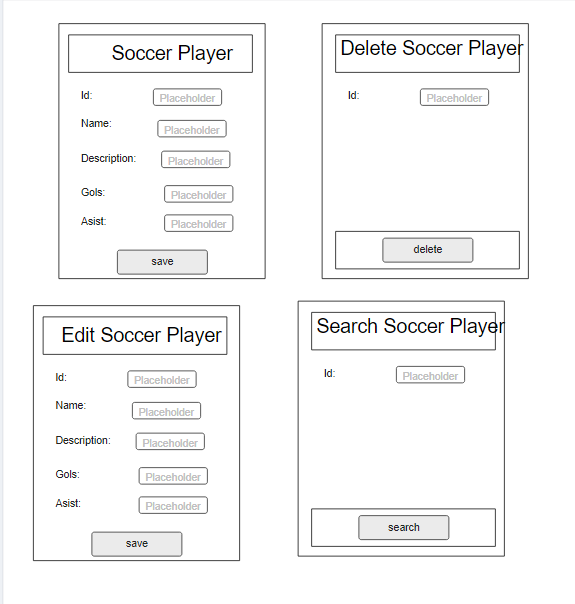 Soccer Player
Id: Placeholder
Name: Placeholder
Description: Placeholder
Gols: Placeholder
Asist: Placeholder
save
Delete Soccer Player
Id: Placeholder
delete
Edit Soccer Player
Id: Placeholder
Name: Placeholder
Description: Placeholder
Gols: Placeholder
Asist: Placeholder
save
Search Soccer Player
Id: Placeholder
search